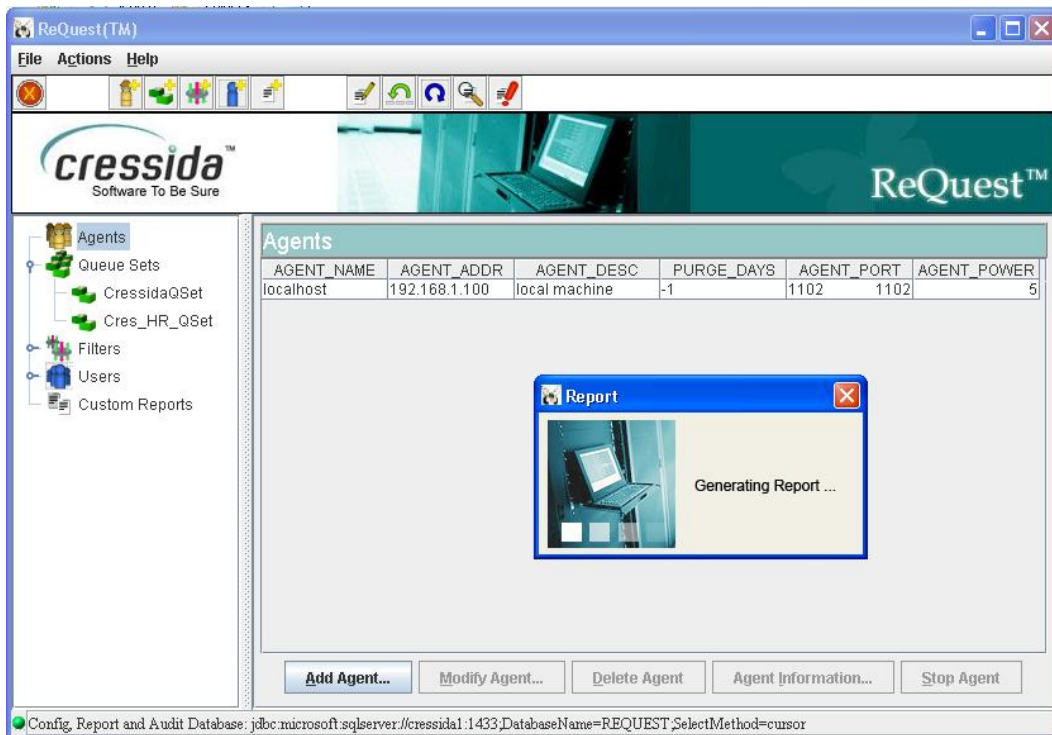 ReQuest(TM)
File Actions Help
cressida™
Software To Be Sure
ReQuest™
Agents
Queue Sets
CressidaQSet
Cres_HR_QSet
Filters
Users
Custom Reports
Agents
AGENT_NAME AGENT_ADDR AGENT_DESC PURGE_DAYS AGENT_PORT AGENT_POWER
localhost 192.168.1.100 local machine -1 1102 1102 5
Report
Generating Report ...
Add Agent... Modify Agent... Delete Agent Agent Information... Stop Agent
Config, Report and Audit Database: jdbc:microsoft:sqlserver://cressida1:1433;DatabaseName=REQUEST;SelectMethod=cursor